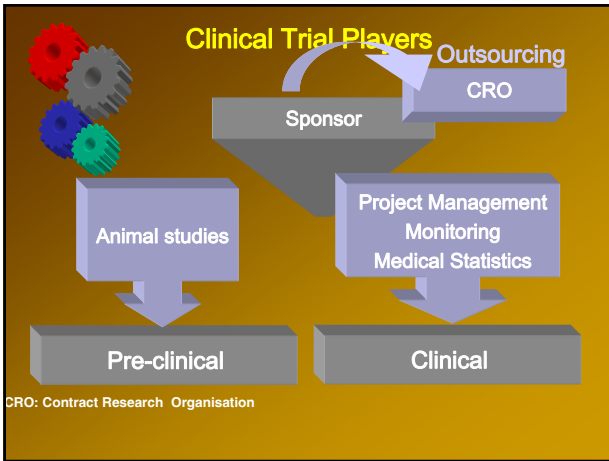 Clinical Trial Players
Outsourcing
CRO
Sponsor
Animal studies
Project Management
Monitoring
Medical Statistics
Pre-clinical
Clinical
CRO: Contract Research Organisation